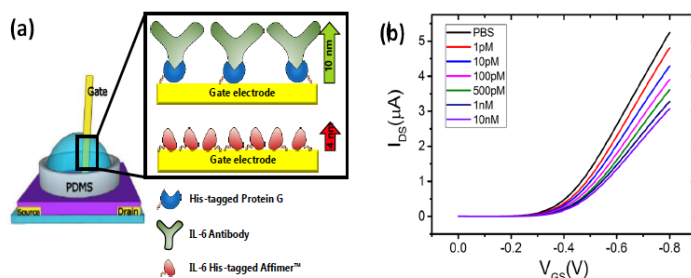 (a)
Gate
PDMS
Source
Drain
Gate electrode
10 nm
Gate electrode
4 nm
His-tagged Protein G
IL-6 Antibody
IL-6 His-tagged Affimer™
(b)
PBS
1pM
10pM
100pM
500pM
1nM
10nM
I_DS(μA)
5
4
3
2
1
0
0.0
-0.2
-0.4
-0.6
-0.8
V_GS(V)